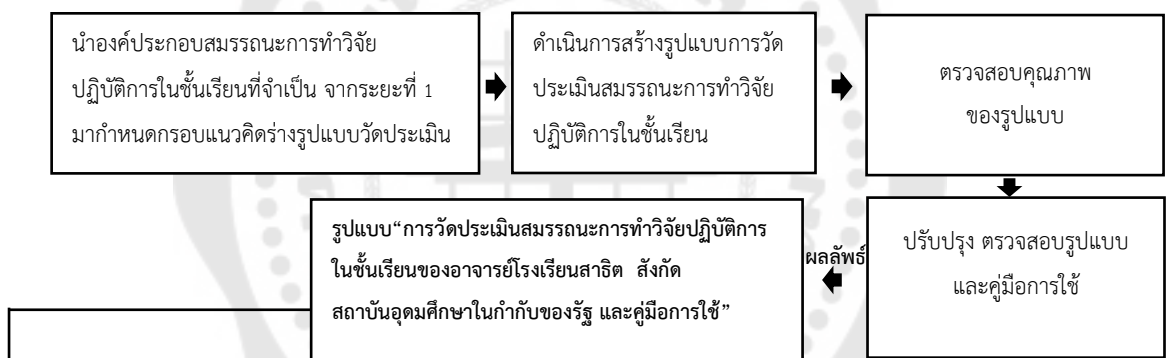 นำองค์ประกอบสมรรถนะการทำวิจัย
ปฏิบัติการในชั้นเรียนที่จำเป็น จากระยะที่ 1
มากำหนดกรอบแนวคิดร่างรูปแบบวัดประเมิน
ดำเนินการสร้างรูปแบบการวัด
ประเมินสมรรถนะการทำวิจัย
ปฏิบัติการในชั้นเรียน
ตรวจสอบคุณภาพ
ของรูปแบบ
ปรับปรุง ตรวจสอบรูปแบบ
และคู่มือการใช้
ผลลัพธ์
รูปแบบ“การวัดประเมินสมรรถนะการทำวิจัยปฏิบัติการ
ในชั้นเรียนของอาจารย์โรงเรียนสาธิต สังกัด
สถาบันอุดมศึกษาในกำกับของรัฐ และคู่มือการใช้”